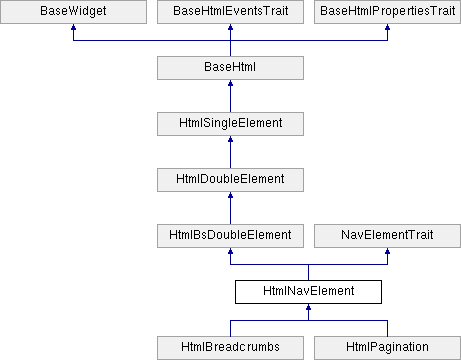 BaseWidget
BaseHtmlEventsTrait
BaseHtmlPropertiesTrait
BaseHtml
HtmlSingleElement
HtmlDoubleElement
HtmlBsDoubleElement
NavElementTrait
HtmlNavElement
HtmlBreadcrumbs
HtmlPagination